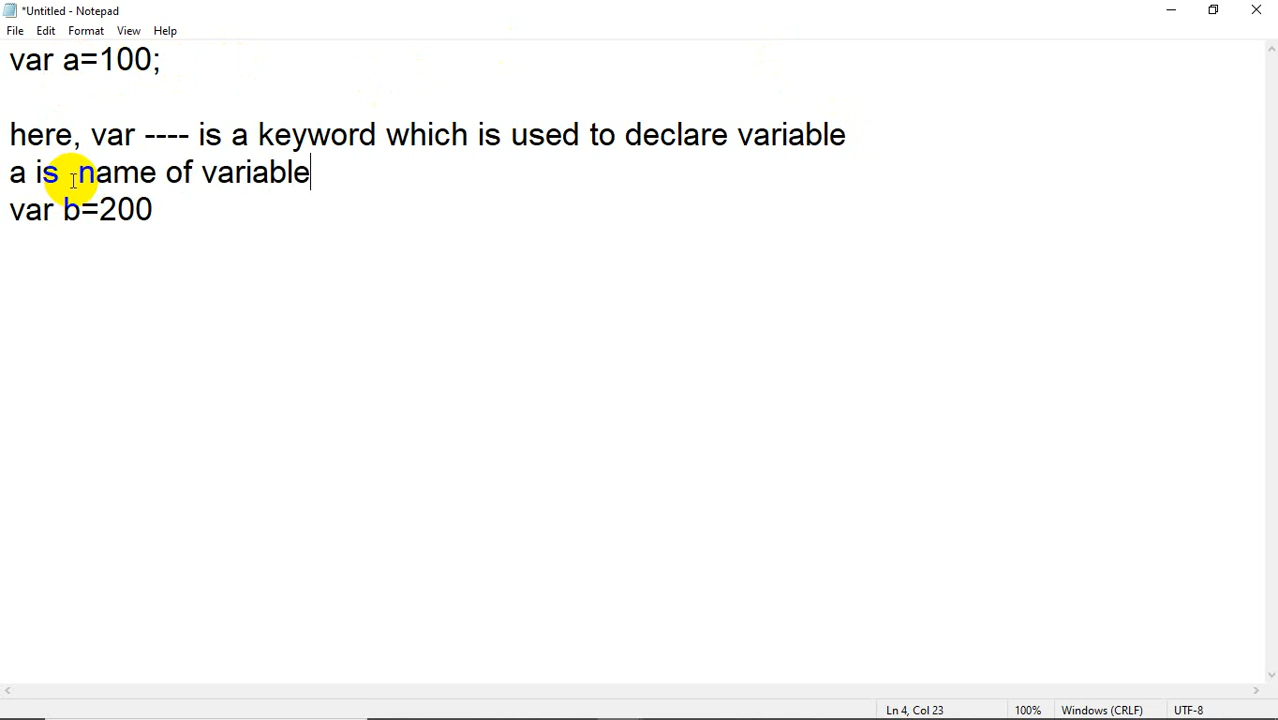 *Untitled - Notepad
File Edit Format View Help
var a=100;
here, var ---- is a keyword which is used to declare variable
a is  name of variable
var b=200
Ln 4, Col 23 100% Windows (CRLF) UTF-8